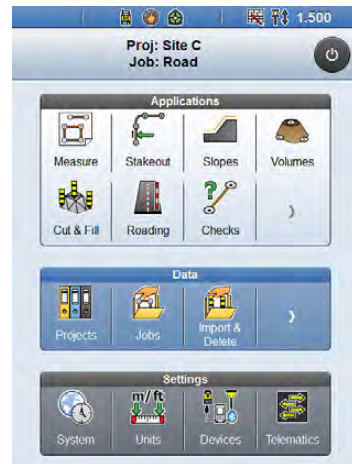 1.500
Proj: Site C
Job: Road
Applications
Measure Stakeout Slopes Volumes
Cut & Fill Roading Checks
Data
Projects Jobs Import & Delete
Settings
m/ft
System Units Devices Telematics